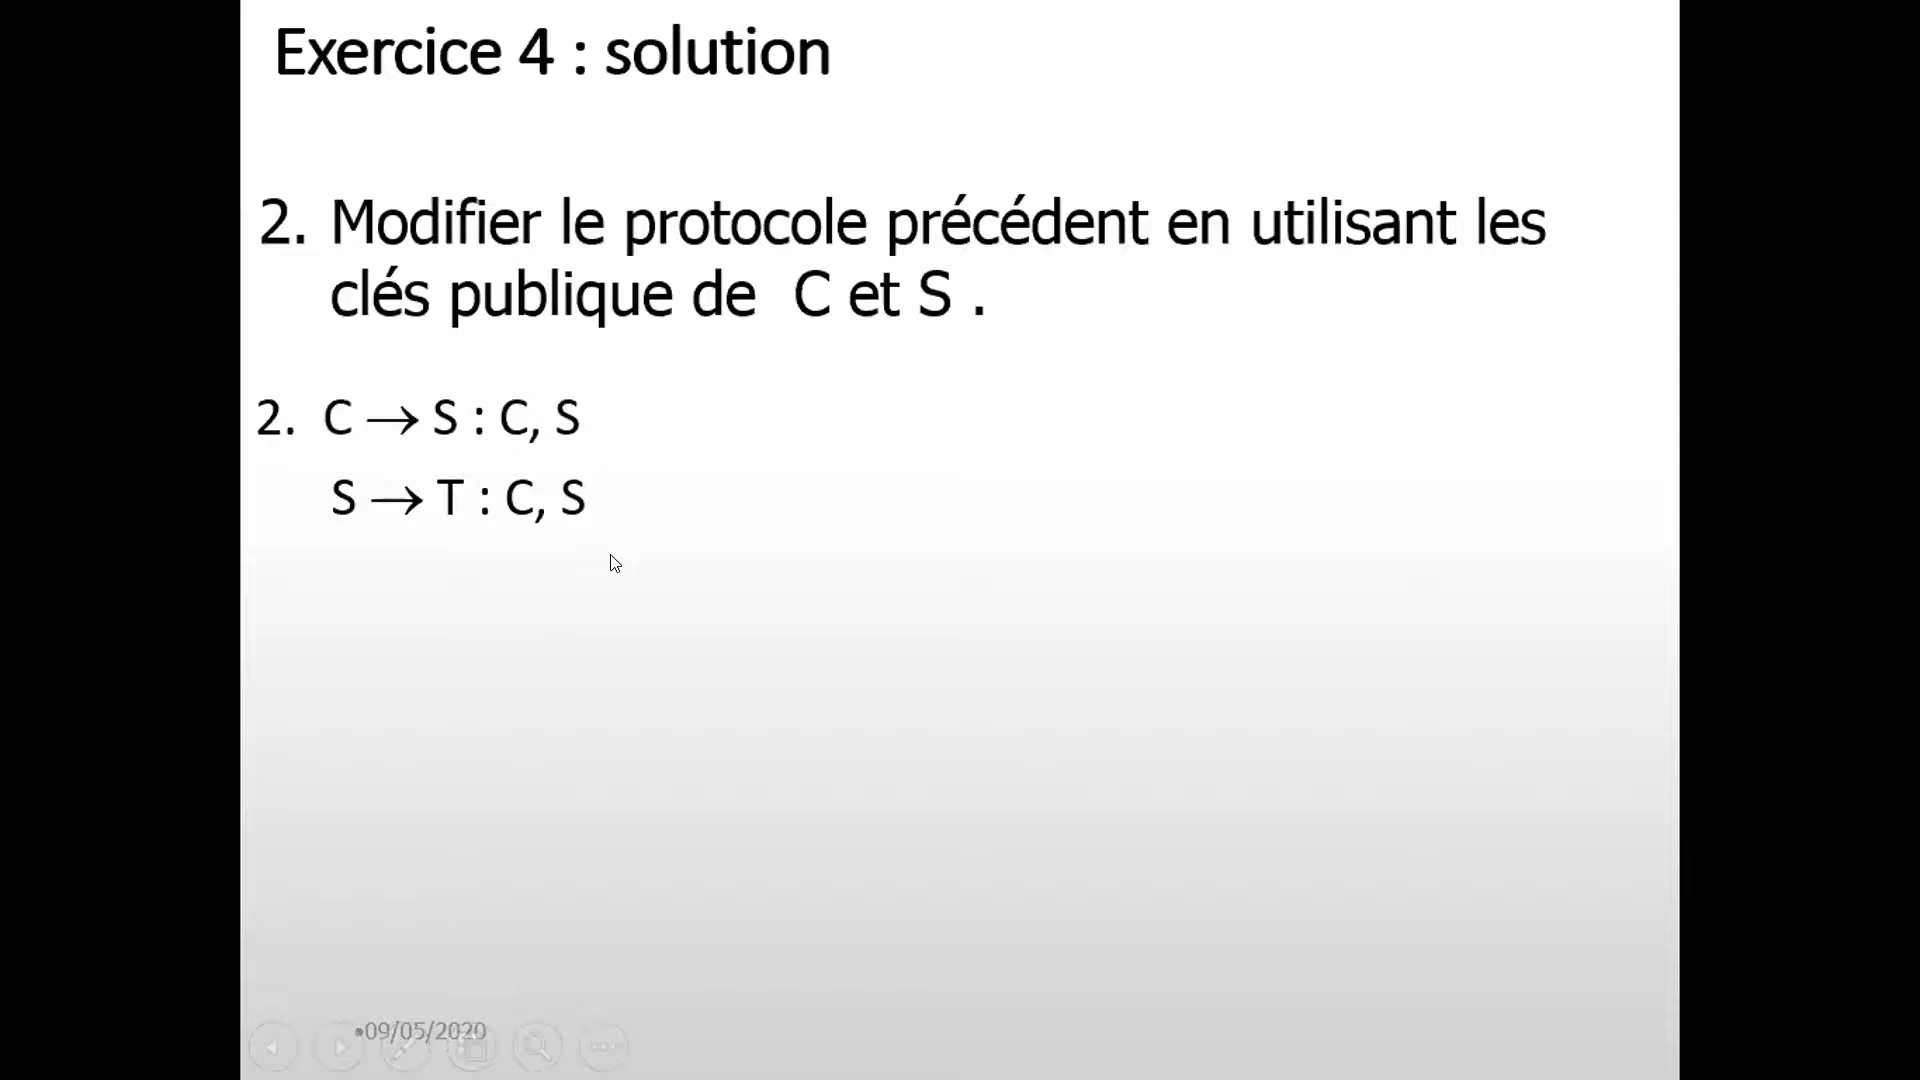 Exercice 4 : solution
2. Modifier le protocole précédent en utilisant les
clés publique de C et S .
2. C → S : C, S
S → T : C, S
•09/05/2020